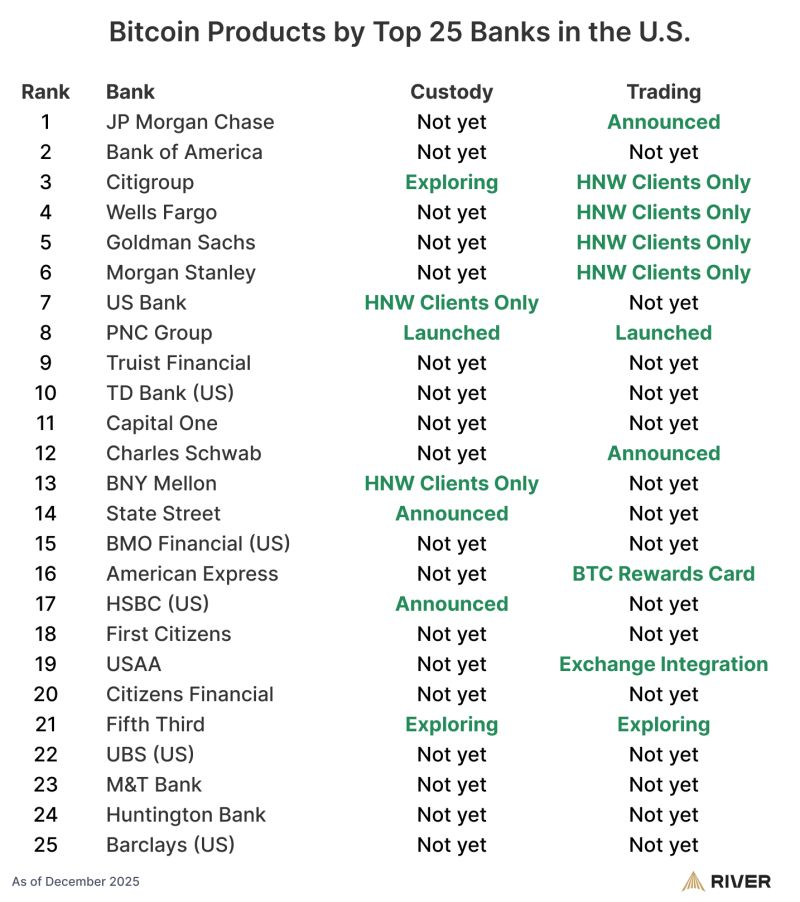 Bitcoin Products by Top 25 Banks in the U.S.
Rank Bank Custody Trading
1 JP Morgan Chase Not yet Announced
2 Bank of America Not yet Not yet
3 Citigroup Exploring HNW Clients Only
4 Wells Fargo Not yet HNW Clients Only
5 Goldman Sachs Not yet HNW Clients Only
6 Morgan Stanley Not yet HNW Clients Only
7 US Bank HNW Clients Only Not yet
8 PNC Group Launched Launched
9 Truist Financial Not yet Not yet
10 TD Bank (US) Not yet Not yet
11 Capital One Not yet Not yet
12 Charles Schwab Not yet Announced
13 BNY Mellon HNW Clients Only Not yet
14 State Street Announced Not yet
15 BMO Financial (US) Not yet Not yet
16 American Express Not yet BTC Rewards Card
17 HSBC (US) Announced Not yet
18 First Citizens Not yet Not yet
19 USAA Not yet Exchange Integration
20 Citizens Financial Not yet Not yet
21 Fifth Third Exploring Exploring
22 UBS (US) Not yet Not yet
23 M&T Bank Not yet Not yet
24 Huntington Bank Not yet Not yet
25 Barclays (US) Not yet Not yet
As of December 2025 RIVER